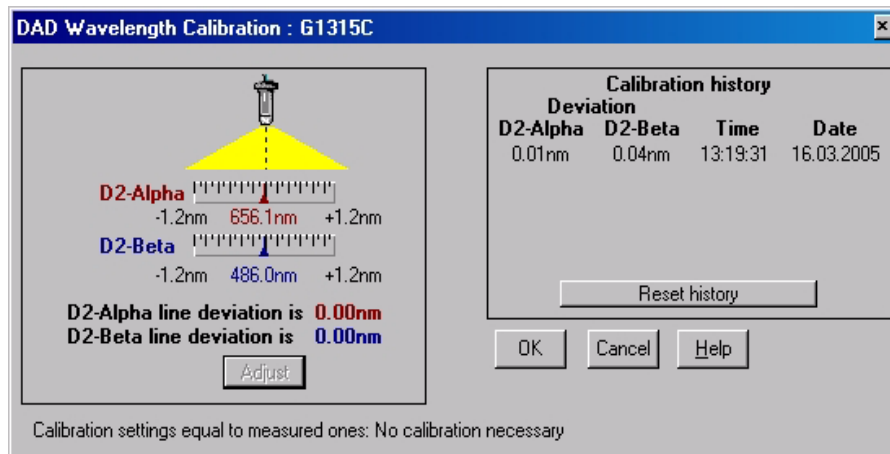 DAD Wavelength Calibration : G1315C
D2-Alpha
-1.2nm 656.1nm +1.2nm
D2-Beta
-1.2nm 486.0nm +1.2nm
D2-Alpha line deviation is 0.00nm
D2-Beta line deviation is 0.00nm
Adjust
Calibration history
Deviation
D2-Alpha D2-Beta Time Date
0.01nm 0.04nm 13:19:31 16.03.2005
Reset history
OK Cancel Help
Calibration settings equal to measured ones: No calibration necessary